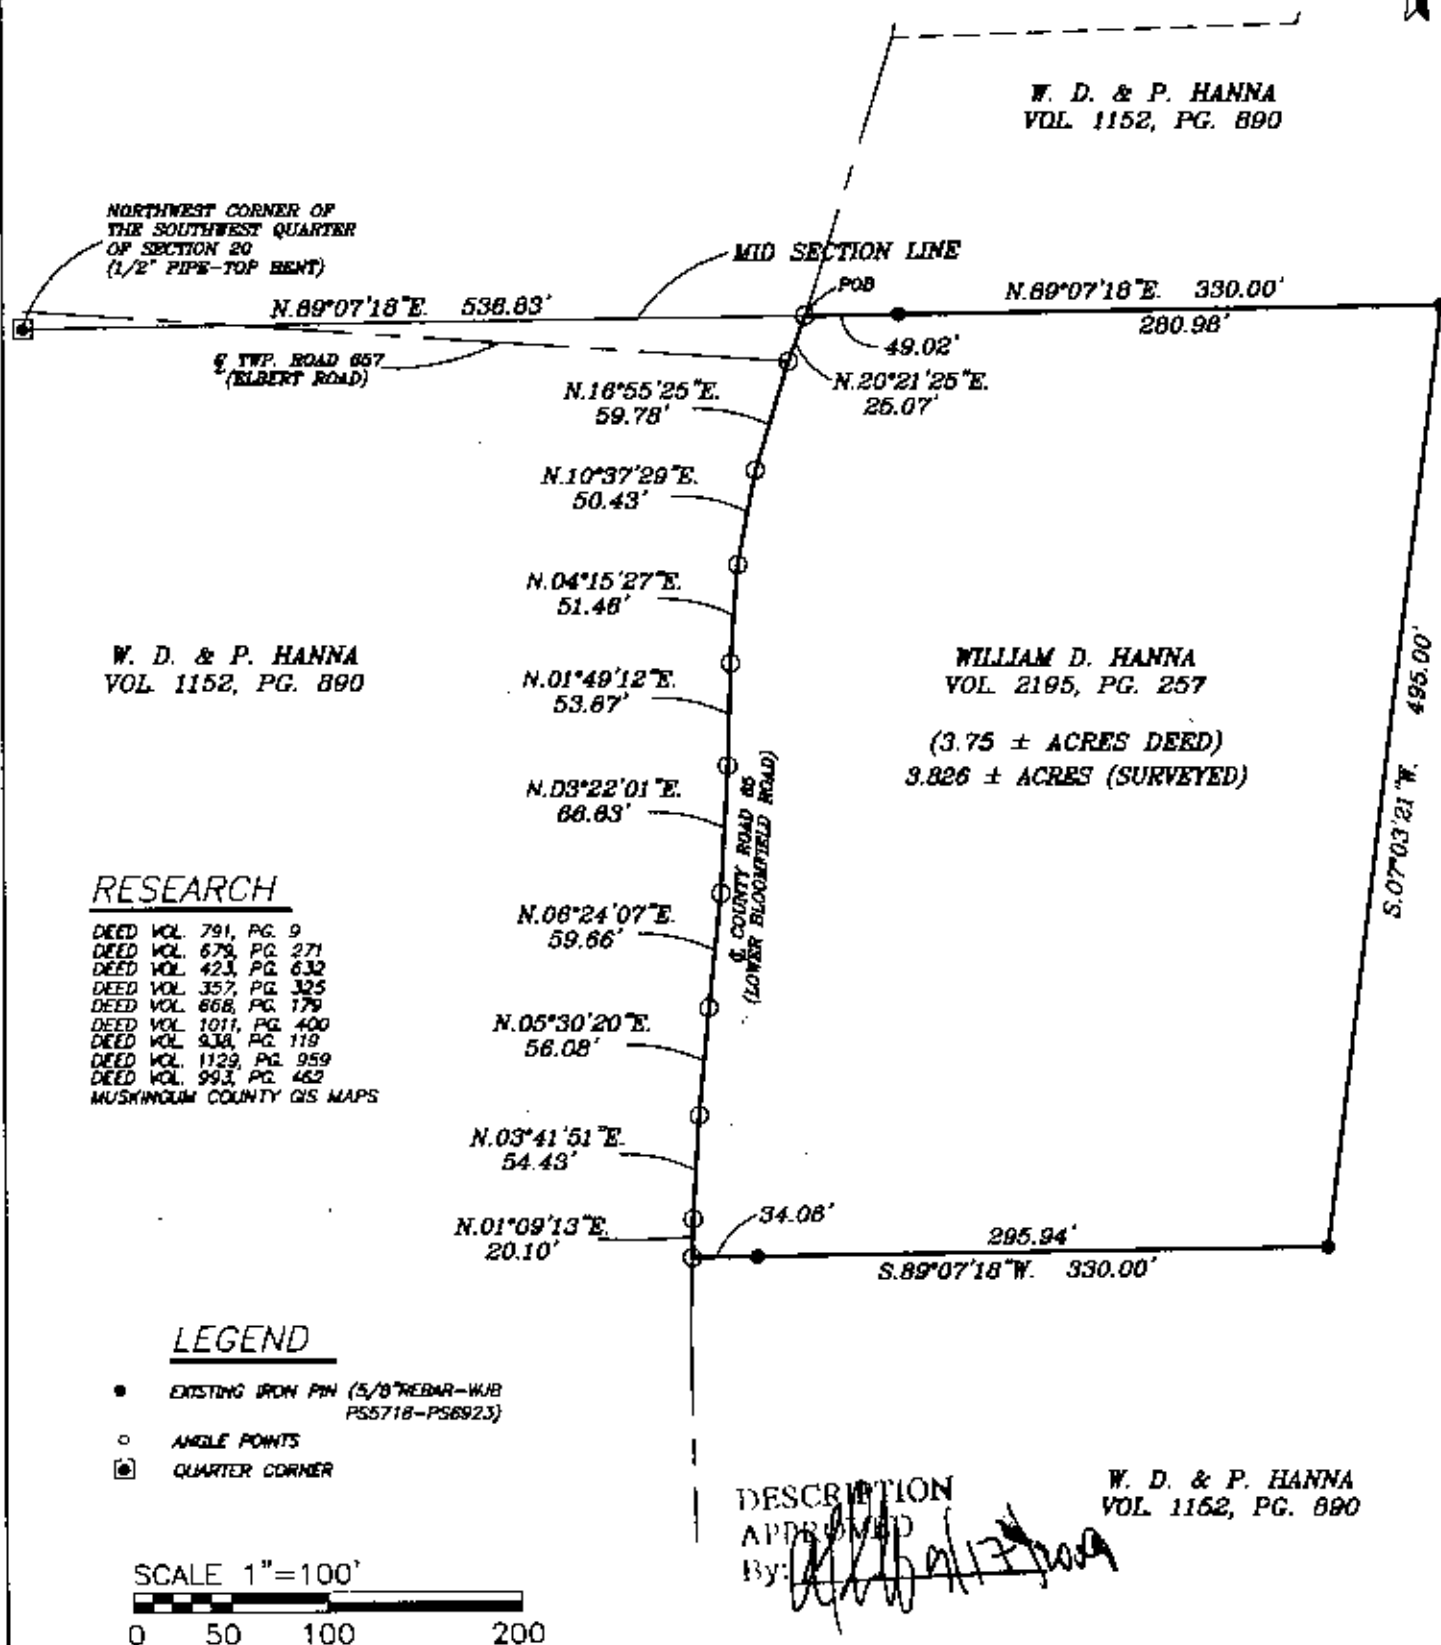 W. D. & P. HANNA
VOL. 1152, PG. 890
NORTHWEST CORNER OF
THE SOUTHWEST QUARTER
OF SECTION 20
(1/2" PIPE-TOP BENT)
MID SECTION LINE
POB
N.89°07'18"E. 536.83'
N.89°07'18"E. 330.00'
280.98'
49.02'
℄ TWP. ROAD 657
(ELBERT ROAD)
N.20°21'25"E.
25.07'
N.16°55'25"E.
59.78'
N.10°37'29"E.
50.43'
N.04°15'27"E.
51.46'
W. D. & P. HANNA
VOL. 1152, PG. 890
WILLIAM D. HANNA
VOL. 2195, PG. 257
(3.75 ± ACRES DEED)
3.826 ± ACRES (SURVEYED)
N.01°49'12"E.
53.67'
S.07°03'21"W. 495.00'
N.03°22'01"E.
66.63'
℄ COUNTY ROAD 65
(LOWER BLOOMFIELD ROAD)
N.06°24'07"E.
59.66'
RESEARCH
DEED VOL. 791, PG. 9
DEED VOL. 679, PG. 271
DEED VOL. 423, PG. 632
DEED VOL. 357, PG. 325
DEED VOL. 668, PG. 179
DEED VOL. 1011, PG. 400
DEED VOL. 938, PG. 119
DEED VOL. 1129, PG. 959
DEED VOL. 993, PG. 462
MUSKINGUM COUNTY GIS MAPS
N.05°30'20"E.
56.08'
N.03°41'51"E.
54.43'
N.01°09'13"E.
20.10'
34.06'
295.94'
S.89°07'18"W. 330.00'
LEGEND
EXISTING IRON PIN (5/8"REBAR-WJB
PS5718-PS6923)
ANGLE POINTS
QUARTER CORNER
DESCRIPTION
APPROVED
By:
W. D. & P. HANNA
VOL. 1152, PG. 890
SCALE 1"=100'
0 50 100 200